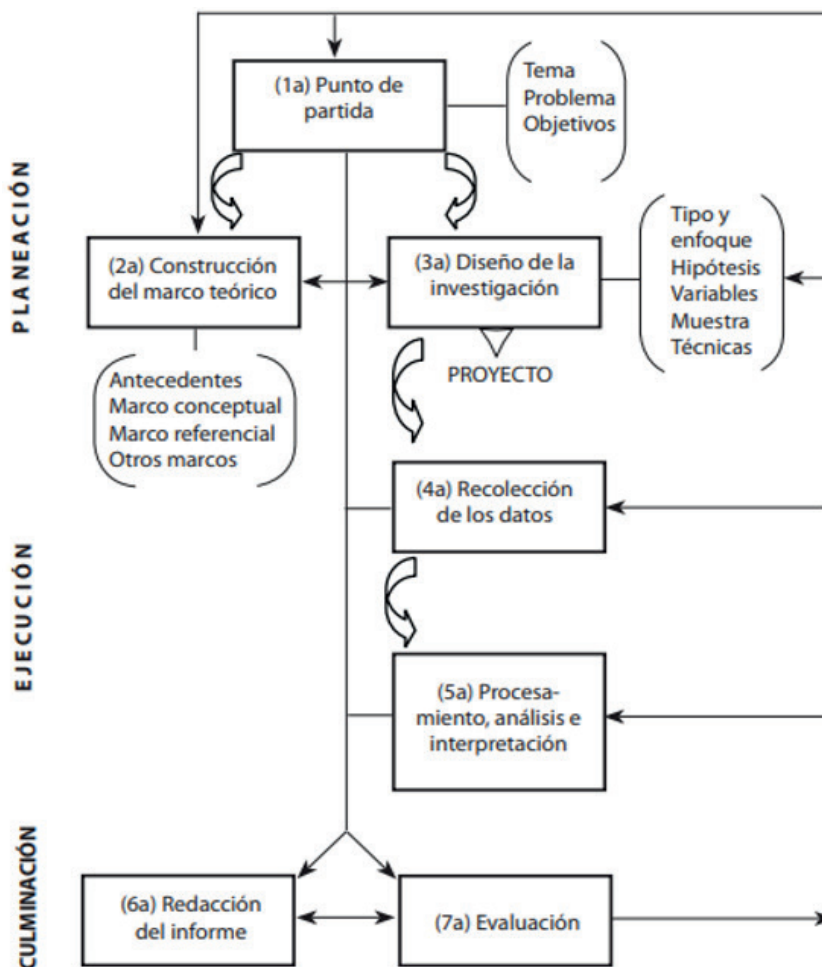 (1a) Punto de
partida
Tema
Problema
Objetivos
PLANEACIÓN
(2a) Construcción
del marco teórico
(3a) Diseño de la
investigación
Tipo y
enfoque
Hipótesis
Variables
Muestra
Técnicas
PROYECTO
Antecedentes
Marco conceptual
Marco referencial
Otros marcos
(4a) Recolección
de los datos
EJECUCIÓN
(5a) Procesa-
miento, análisis e
interpretación
CULMINACIÓN
(6a) Redacción
del informe
(7a) Evaluación